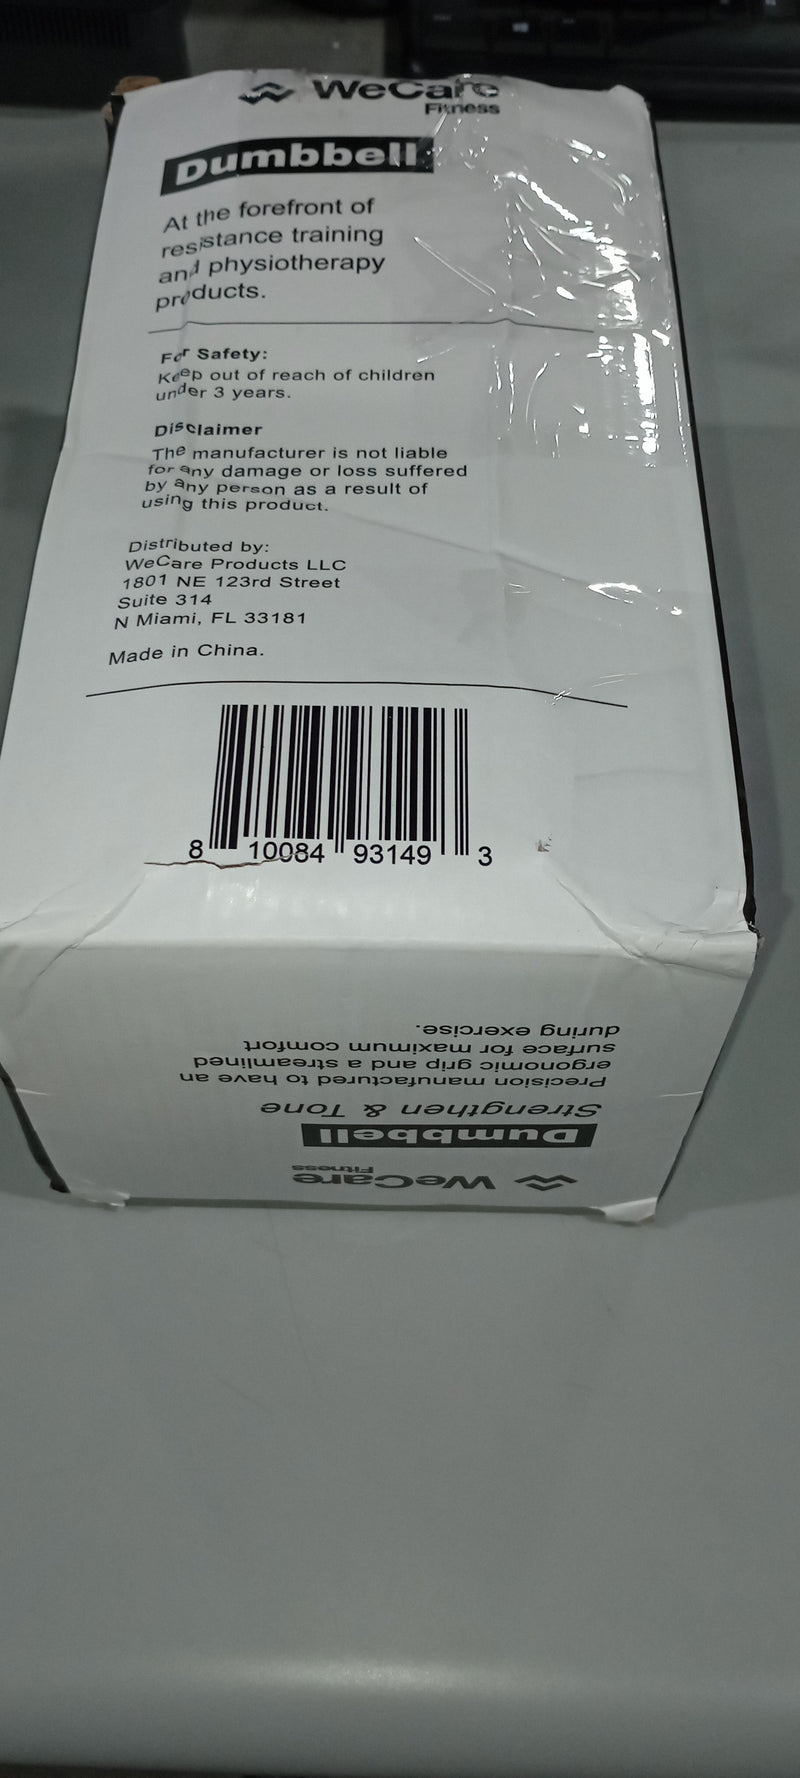 WeCare
Fitness
Dumbbell
At the forefront of
resistance training
and physiotherapy
products.
For Safety:
Keep out of reach of children
under 3 years.
Disclaimer
The manufacturer is not liable
for any damage or loss suffered
by any person as a result of
using this product.
Distributed by:
WeCare Products LLC
1801 NE 123rd Street
Suite 314
N Miami, FL 33181
Made in China.
8 10084 93149 3
WeCare
Fitness
Dumbbell
Strengthen & Tone
Precision manufactured to have an
ergonomic grip and a streamlined
surface for maximum comfort
during exercise.